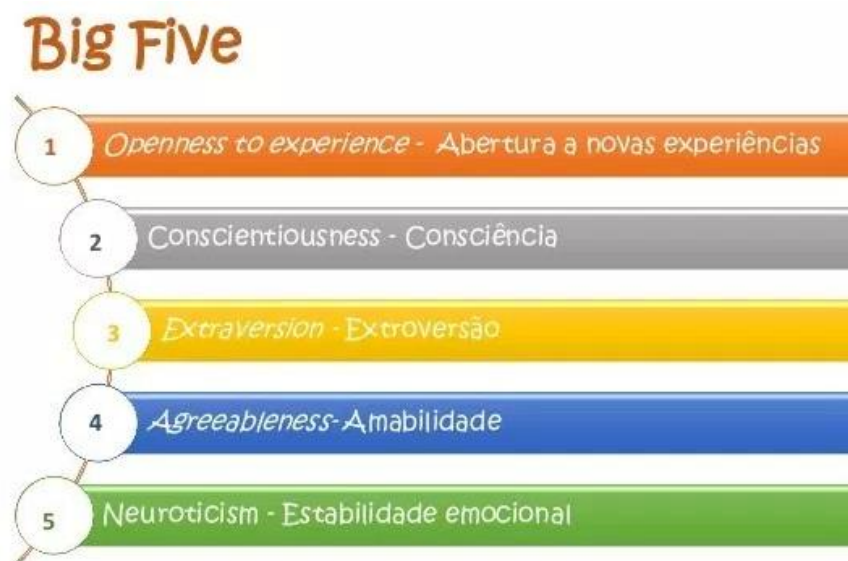 Big Five
1 Openness to experience - Abertura a novas experiências
2 Conscientiousness - Consciência
3 Extraversion - Extroversão
4 Agreeableness- Amabilidade
5 Neuroticism - Estabilidade emocional